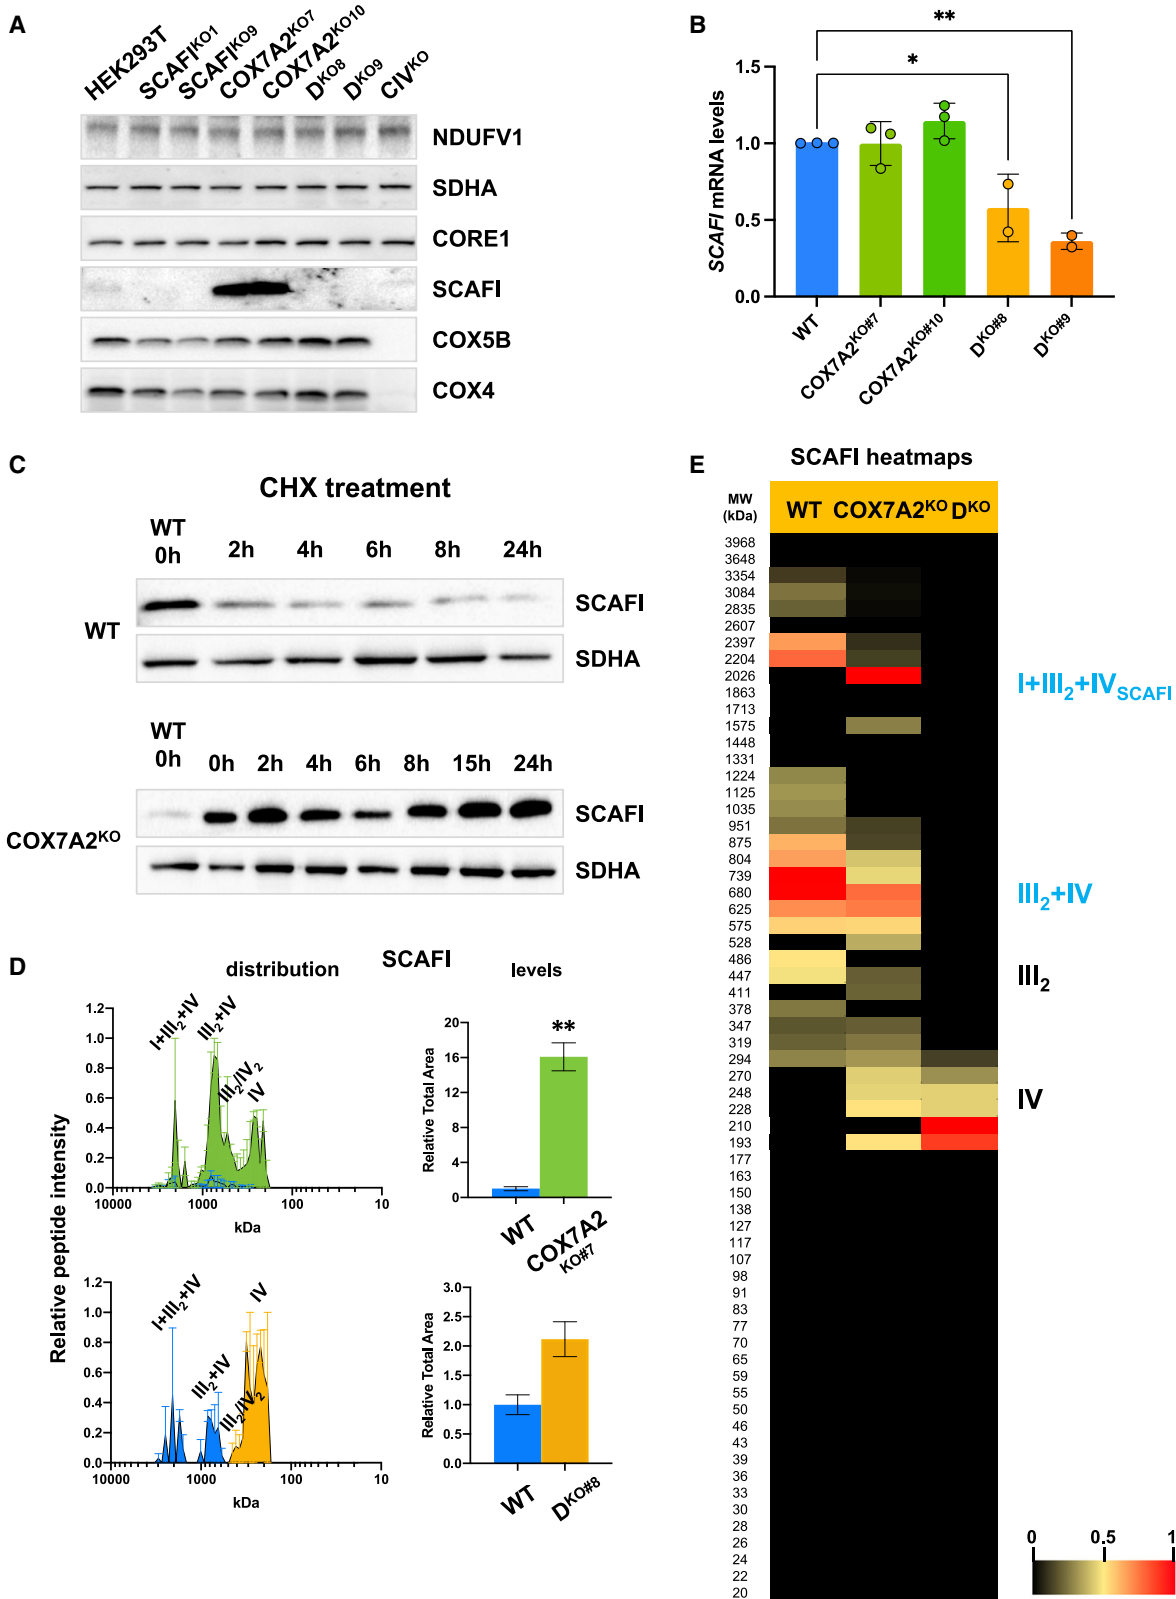 A
HEK293T
SCAFI^KO1
SCAFI^KO9
COX7A2^KO7
COX7A2^KO10
D^KO8
D^KO9
CIV^KO
NDUFV1
SDHA
CORE1
SCAFI
COX5B
COX4
B
**
*
SCAFI mRNA levels
1.5
1.0
0.5
0.0
WT
COX7A2^KO#7
COX7A2^KO#10
D^KO#8
D^KO#9
C
CHX treatment
WT
0h 2h 4h 6h 8h 24h
WT
SCAFI
SDHA
WT
0h 0h 2h 4h 6h 8h 15h 24h
COX7A2^KO
SCAFI
SDHA
D
SCAFI
distribution
levels
Relative peptide intensity
1.2
1.0
0.8
0.6
0.4
0.2
0.0
I+III₂+IV
III₂+IV
III₂/IV₂
IV
10000 1000 100 10
kDa
Relative Total Area
20
16
12
8
4
0
**
WT
COX7A2
KO#7
1.2
1.0
0.8
0.6
0.4
0.2
0.0
I+III₂+IV
III₂+IV
III₂/IV₂
IV
10000 1000 100 10
kDa
Relative Total Area
3.0
2.5
2.0
1.5
1.0
0.5
0.0
WT
D^KO#8
E
SCAFI heatmaps
MW
(kDa)
WT COX7A2^KO D^KO
3968
3648
3354
3084
2835
2607
2397
2204
2026
1863
1713
1575
1448
1331
1224
1125
1035
951
875
804
739
680
625
575
528
486
447
411
378
347
319
294
270
248
228
210
193
177
163
150
138
127
117
107
98
91
83
77
70
65
59
55
50
46
43
39
36
33
30
28
26
24
22
20
I+III₂+IV_SCAFI
III₂+IV
III₂
IV
0 0.5 1